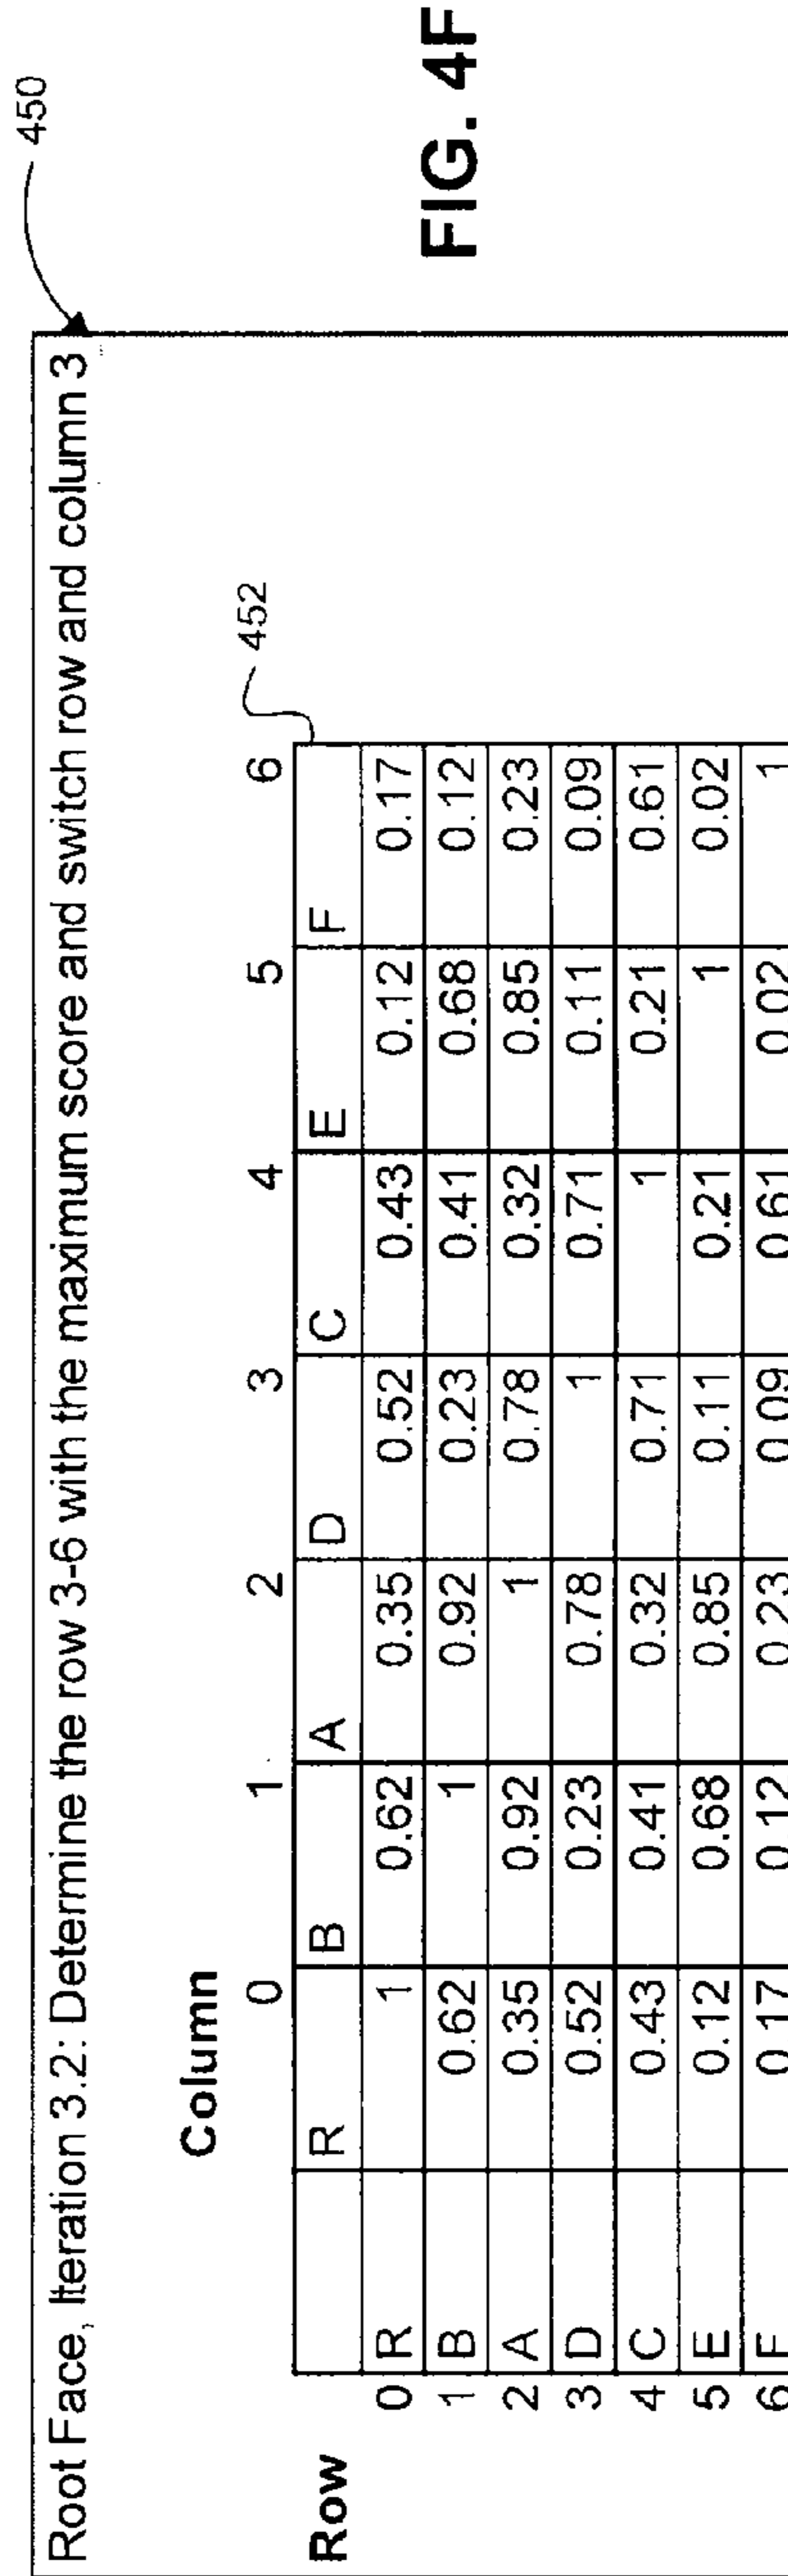 450
Root Face, Iteration 3.2: Determine the row 3-6 with the maximum score and switch row and column 3
452
Column
0 1 2 3 4 5 6
R B A D C E F
Row
0 R 1 0.62 0.35 0.52 0.43 0.12 0.17
1 B 0.62 1 0.92 0.23 0.41 0.68 0.12
2 A 0.35 0.92 1 0.78 0.32 0.85 0.23
3 D 0.52 0.23 0.78 1 0.71 0.11 0.09
4 C 0.43 0.41 0.32 0.71 1 0.21 0.61
5 E 0.12 0.68 0.85 0.11 0.21 1 0.02
6 F 0.17 0.12 0.23 0.09 0.61 0.02 1
FIG. 4F